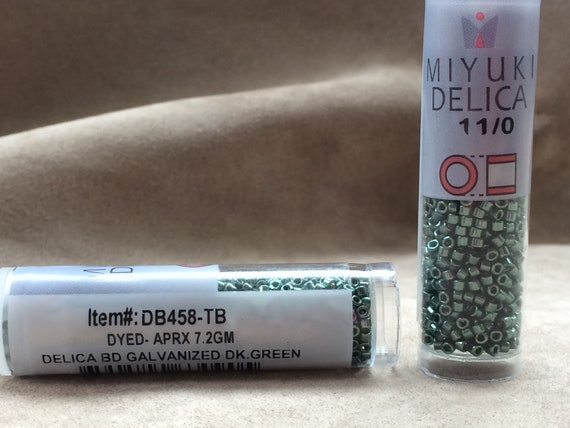 MIYUKI
DELICA
11/0
Item#: DB458-TB
DYED- APRX 7.2GM
DELICA BD GALVANIZED DK.GREEN